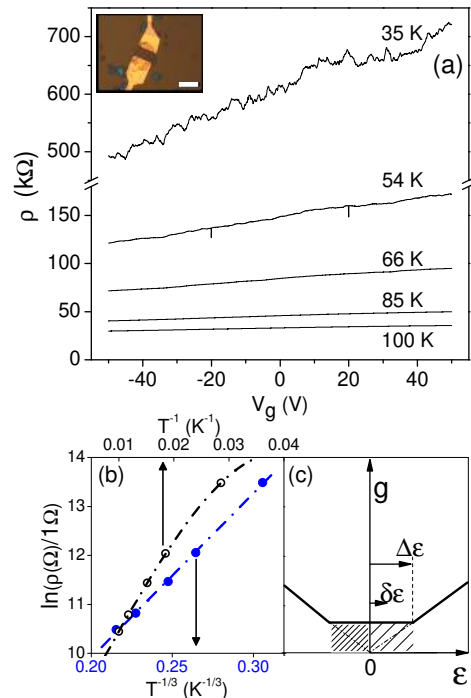 700
35 K
(a)
600
500
ρ (kΩ)
54 K
150
100
66 K
50
85 K
100 K
0
-40 -20 0 20 40
V_g (V)
T^-1 (K^-1)
0.01 0.02 0.03 0.04
14
(b)
(c)
g
13
Δε
12
δε
11
ln(ρ(Ω)/1Ω)
10
0
ε
0.20 0.25 0.30
T^-1/3 (K^-1/3)